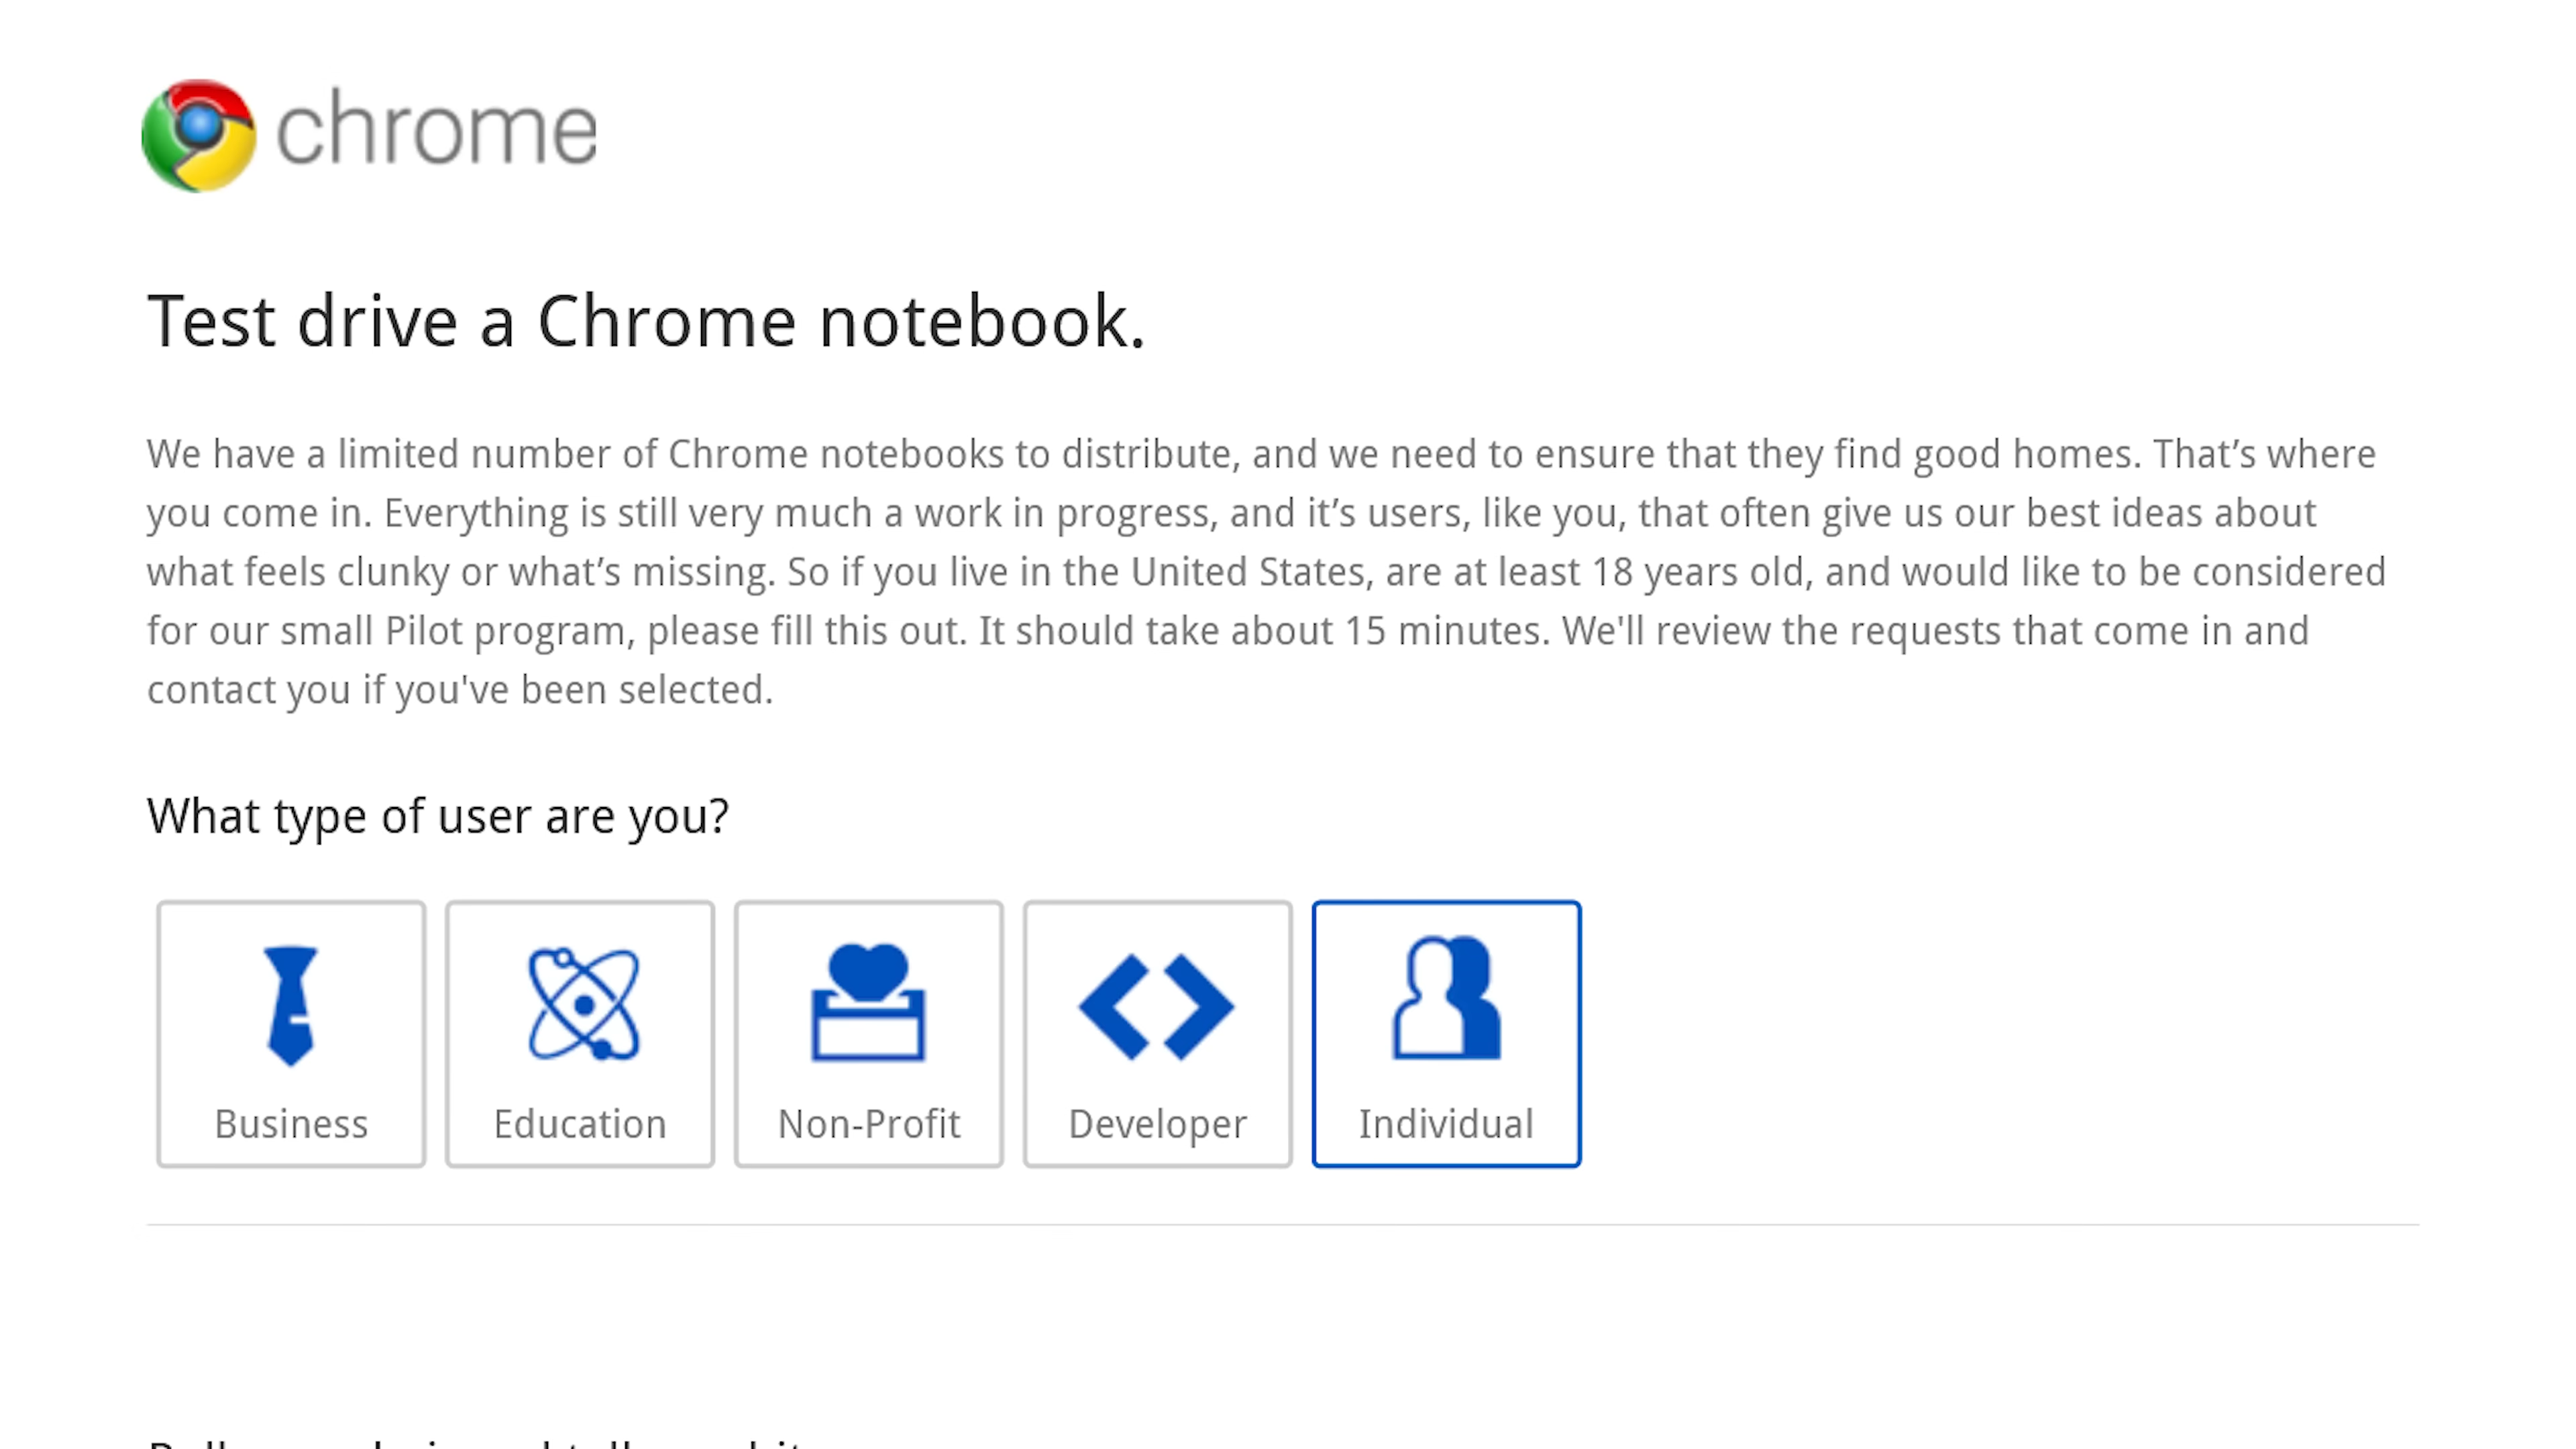 chrome
Test drive a Chrome notebook.
We have a limited number of Chrome notebooks to distribute, and we need to ensure that they find good homes. That’s where
you come in. Everything is still very much a work in progress, and it’s users, like you, that often give us our best ideas about
what feels clunky or what’s missing. So if you live in the United States, are at least 18 years old, and would like to be considered
for our small Pilot program, please fill this out. It should take about 15 minutes. We'll review the requests that come in and
contact you if you've been selected.
What type of user are you?
Business
Education
Non-Profit
Developer
Individual